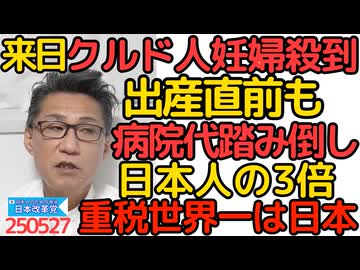 来日クルド人妊婦殺到
出産直前も
病院代踏み倒し
日本人の3倍
重税世界一は日本
日本改革党
250527